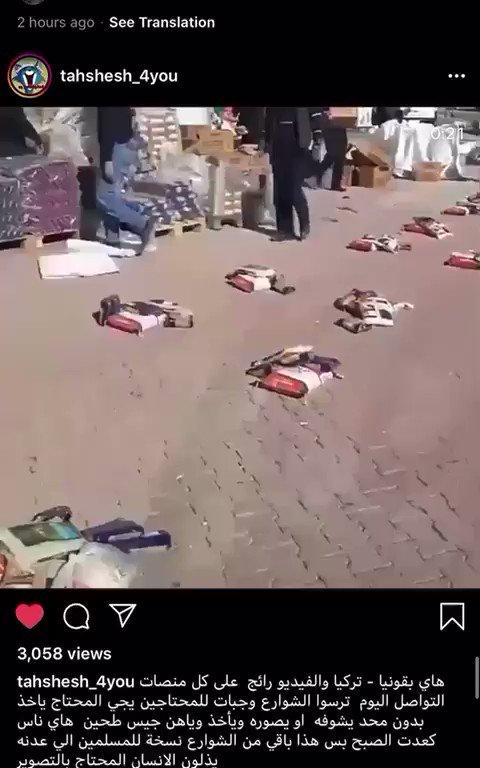 2 hours ago · See Translation
tahshesh_4you
0:21
3,058 views
tahshesh_4you هاي بقونيا - تركيا والفيديو رائج على كل منصات
التواصل اليوم ترسوا الشوارع وجبات للمحتاجين يجي المحتاج ياخذ
بدون محد يشوفه او يصوره ويأخذ وياهن جيس طحين هاي ناس
كعدت الصبح بس هذا باقي من الشوارع نسخة للمسلمين الي عدنه
يذلون الانسان المحتاج بالتصوير